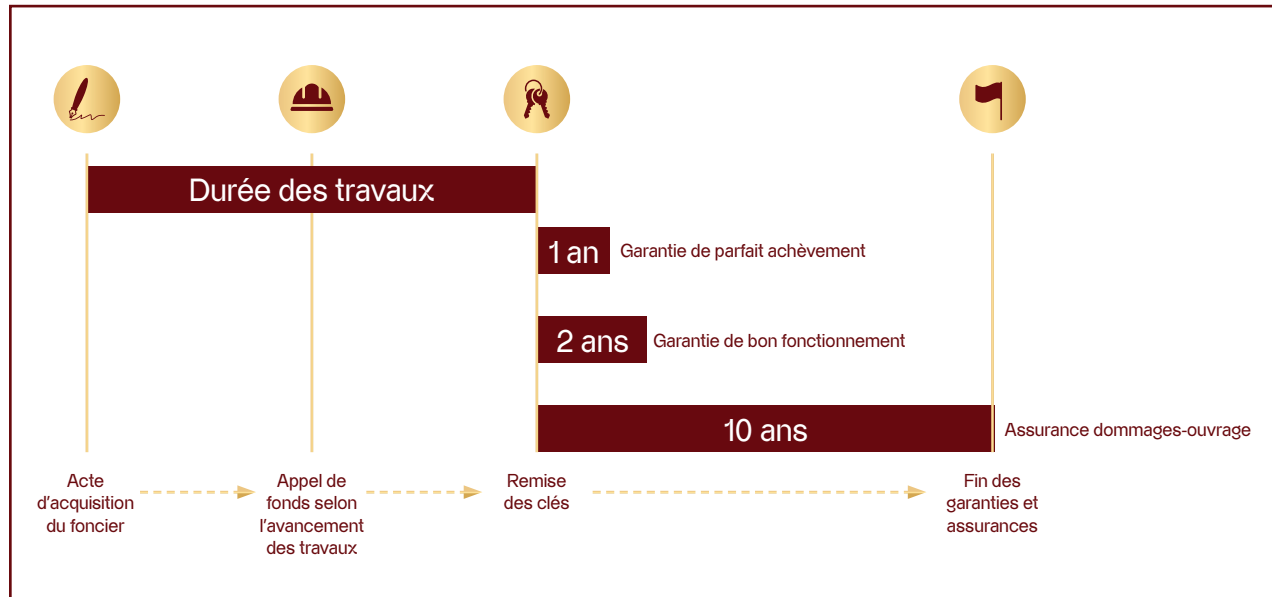 Durée des travaux
1 an
Garantie de parfait achèvement
2 ans
Garantie de bon fonctionnement
10 ans
Assurance dommages-ouvrage
Acte
d'acquisition
du foncier
Appel de
fonds selon
l'avancement
des travaux
Remise
des clés
Fin des
garanties et
assurances